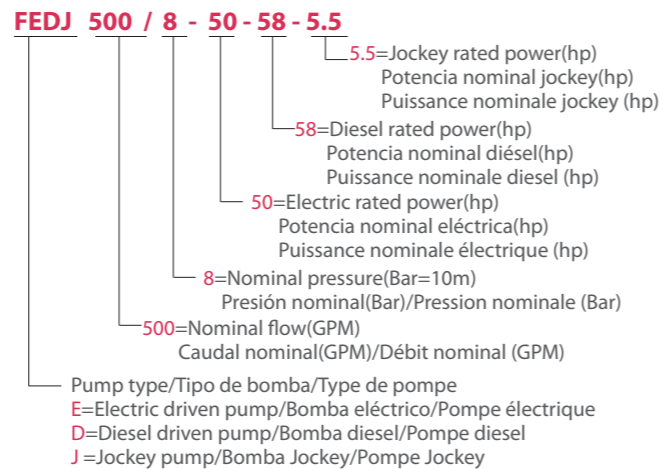 FEDJ 500 / 8 - 50 - 58 - 5.5
5.5=Jockey rated power(hp)
Potencia nominal jockey(hp)
Puissance nominale jockey (hp)
58=Diesel rated power(hp)
Potencia nominal diésel(hp)
Puissance nominale diesel (hp)
50=Electric rated power(hp)
Potencia nominal eléctrica(hp)
Puissance nominale électrique (hp)
8=Nominal pressure(Bar=10m)
Presión nominal(Bar)/Pression nominale (Bar)
500=Nominal flow(GPM)
Caudal nominal(GPM)/Débit nominal (GPM)
Pump type/Tipo de bomba/Type de pompe
E=Electric driven pump/Bomba eléctrico/Pompe électrique
D=Diesel driven pump/Bomba diesel/Pompe diesel
J =Jockey pump/Bomba Jockey/Pompe Jockey